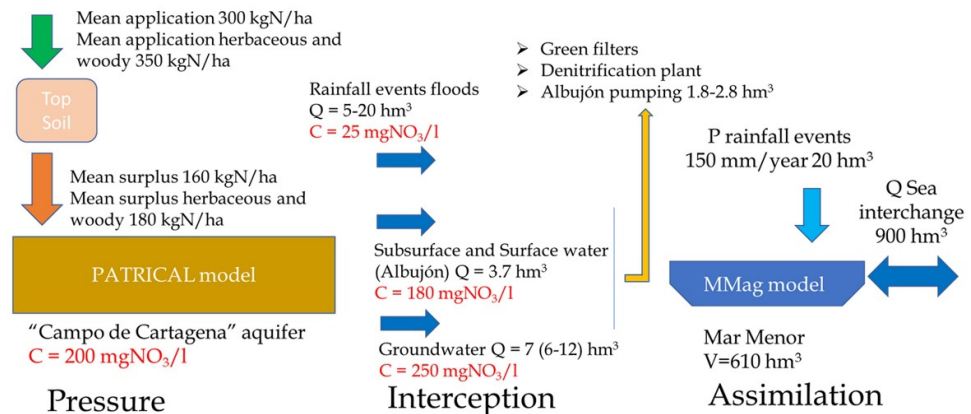 Mean application 300 kgN/ha
Mean application herbaceous and
woody 350 kgN/ha
Top
Soil
Mean surplus 160 kgN/ha
Mean surplus herbaceous and
woody 180 kgN/ha
PATRICAL model
“Campo de Cartagena” aquifer
C = 200 mgNO₃/l
Pressure
Rainfall events floods
Q = 5-20 hm³
C = 25 mgNO₃/l
Subsurface and Surface water
(Albujón) Q = 3.7 hm³
C = 180 mgNO₃/l
Groundwater Q = 7 (6-12) hm³
C = 250 mgNO₃/l
Interception
➢ Green filters
➢ Denitrification plant
➢ Albujón pumping 1.8-2.8 hm³
P rainfall events
150 mm/year 20 hm³
Q Sea
interchange
900 hm³
MMag model
Mar Menor
V=610 hm³
Assimilation